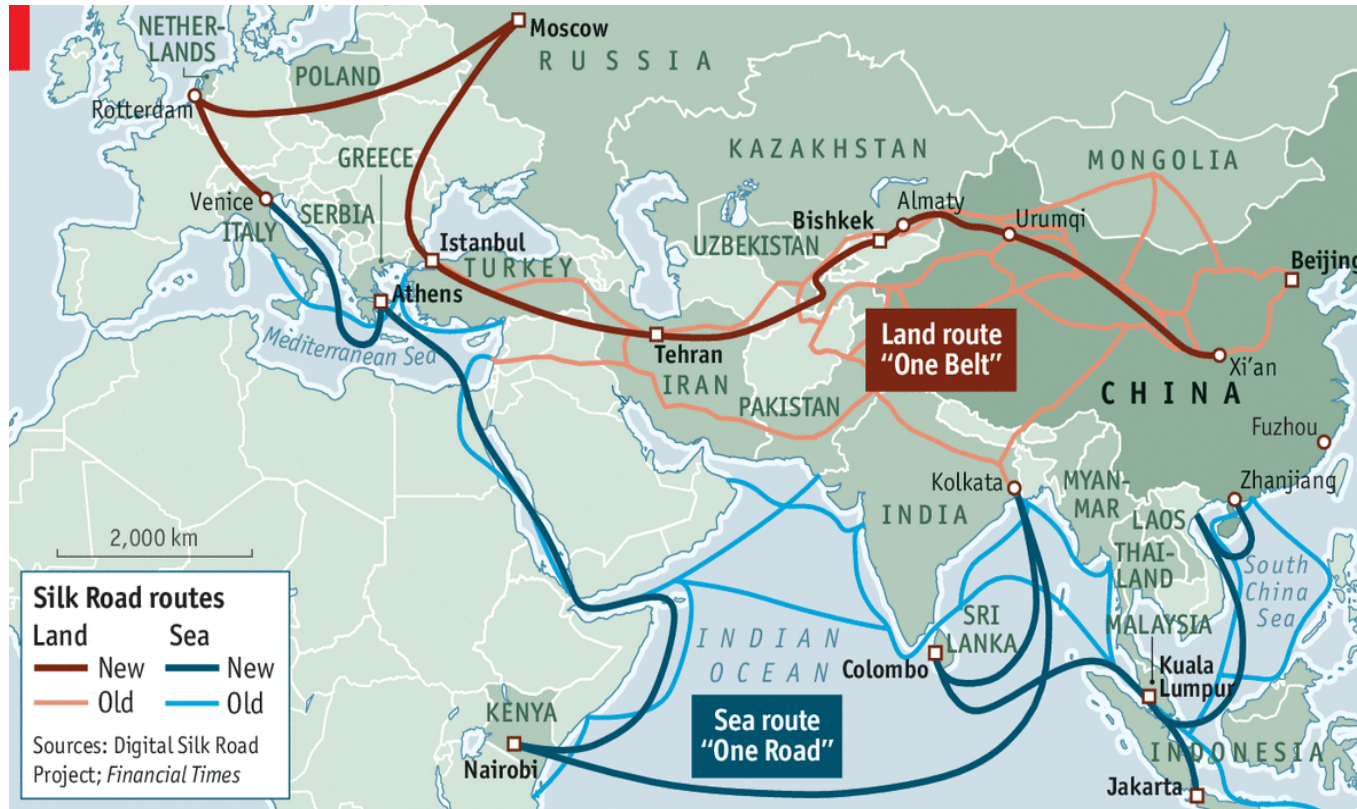 NETHER-
LANDS
Moscow
RUSSIA
POLAND
Rotterdam
KAZAKHSTAN
MONGOLIA
GREECE
Venice
ITALY
SERBIA
Almaty
Bishkek
Urumqi
UZBEKISTAN
Istanbul
TURKEY
Beijing
Athens
Mediterranean Sea
Tehran
IRAN
Land route
"One Belt"
Xi'an
CHINA
PAKISTAN
Fuzhou
Kolkata
Zhanjiang
INDIA
MYAN-
MAR
LAOS
THAI-
LAND
South
China
Sea
2,000 km
SRI
LANKA
MALAYSIA
INDIAN
OCEAN
Colombo
Kuala
Lumpur
KENYA
Nairobi
Sea route
"One Road"
INDONESIA
Jakarta
Silk Road routes
Land Sea
New New
Old Old
Sources: Digital Silk Road
Project; Financial Times